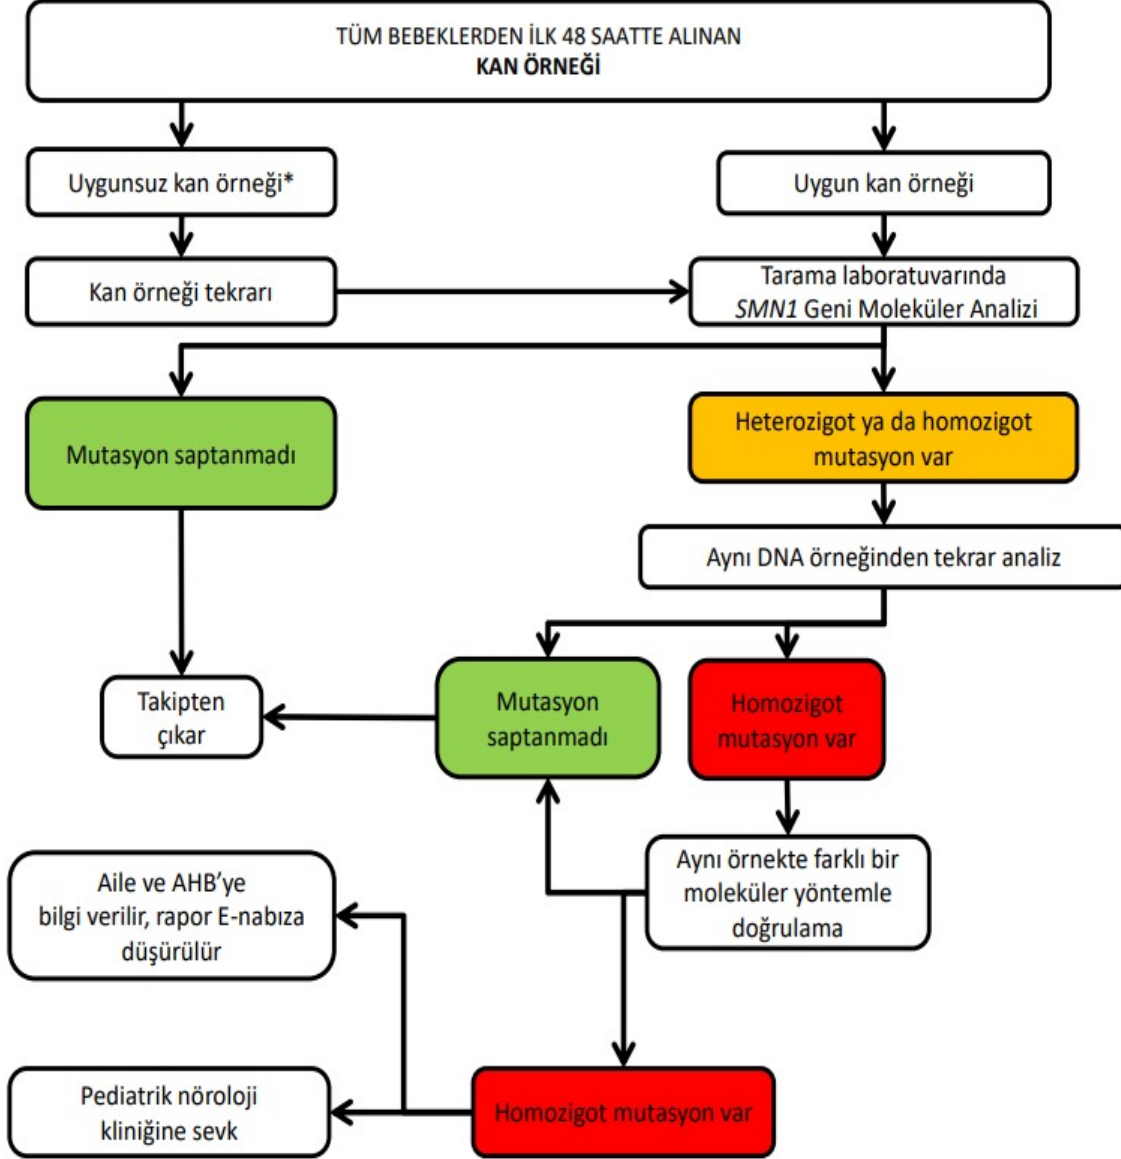 TÜM BEBEKLERDEN İLK 48 SAATTE ALINAN
KAN ÖRNEĞİ
Uygunsuz kan örneği*
Uygun kan örneği
Kan örneği tekrarı
Tarama laboratuvarında
SMN1 Geni Moleküler Analizi
Mutasyon saptanmadı
Heterozigot ya da homozigot
mutasyon var
Aynı DNA örneğinden tekrar analiz
Takipten
çıkar
Mutasyon
saptanmadı
Homozigot
mutasyon var
Aynı örnekte farklı bir
moleküler yöntemle
doğrulama
Aile ve AHB'ye
bilgi verilir, rapor E-nabıza
düşürülür
Pediatrik nöroloji
kliniğine sevk
Homozigot mutasyon var